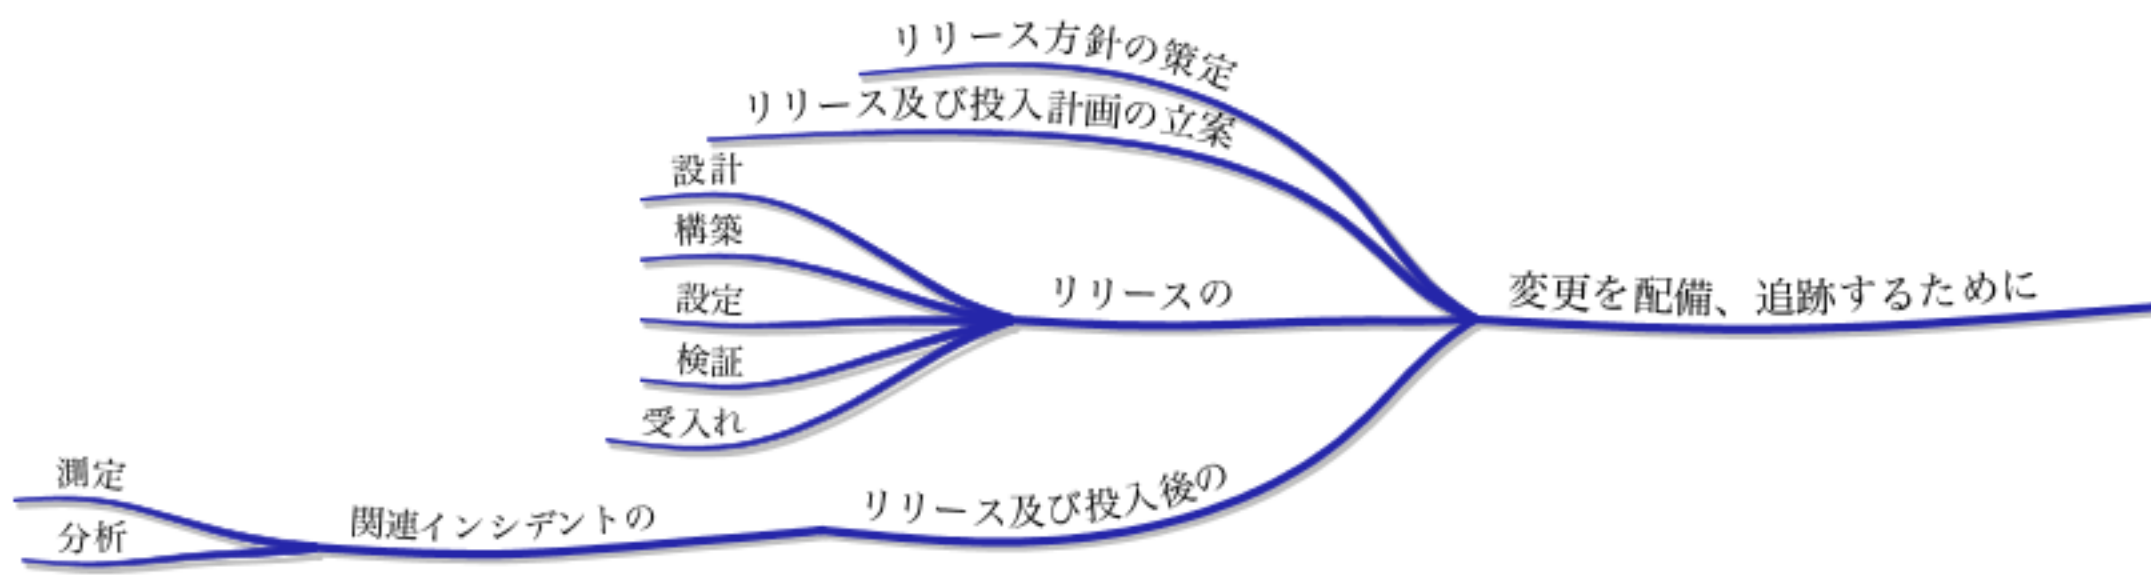 リリース方針の策定
リリース及び投入計画の立案
設計
構築
設定
検証
受入れ
リリースの
変更を配備、追跡するために
測定
分析
関連インシデントの
リリース及び投入後の